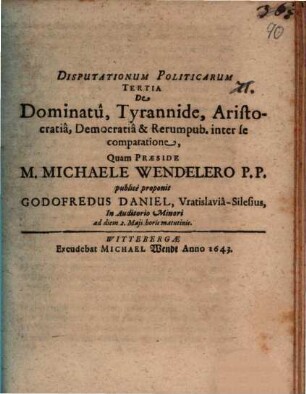 365
90
DISPUTATIONUM POLITICARUM
TERTIA
De
Dominatû, Tyrannide, Aristo-
cratiâ, Democratiâ & Rerumpub. inter se
comparatione,
Quam PRÆSIDE
M. MICHAELE WENDELERO P.P.
publicè proponit
GODOFREDUS DANIEL, Vratislaviâ-Silesius,
In Auditorio Minori
ad diem 2. Maji horis matutinis.
WITTEBERGÆ
Excudebat MICHAEL Wendt Anno 1643.